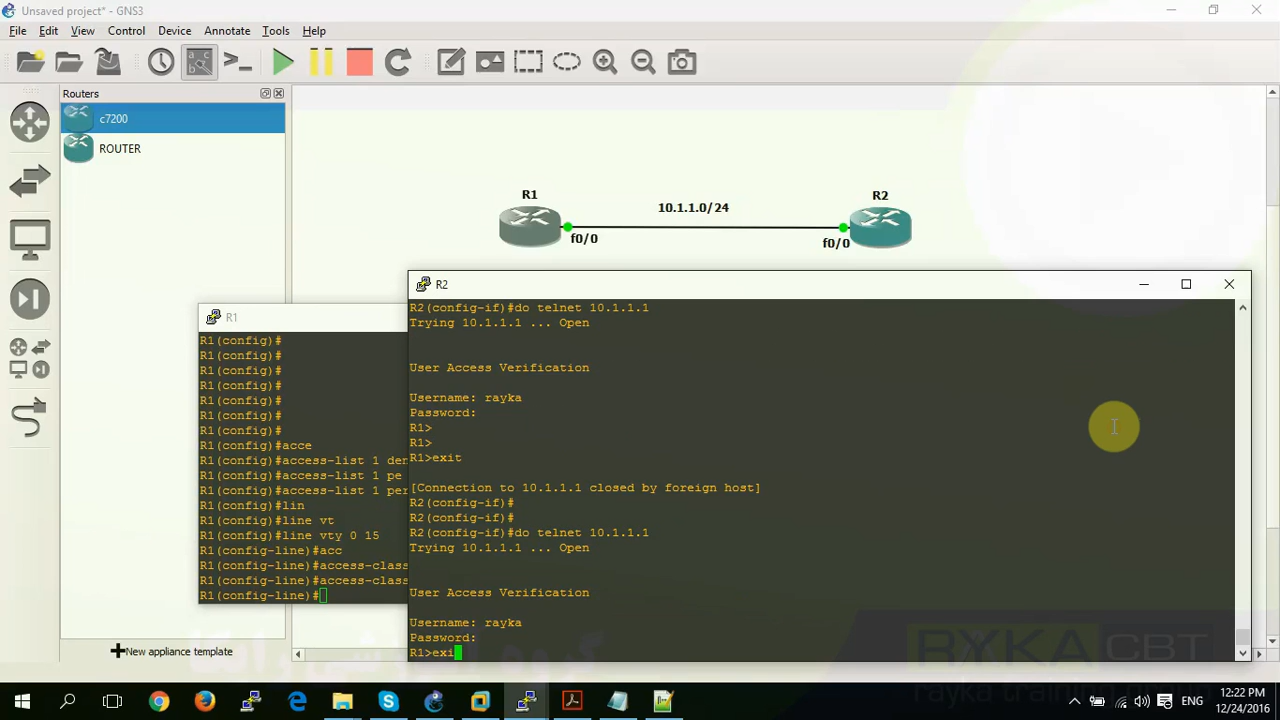 Unsaved project* - GNS3
File Edit View Control Device Annotate Tools Help
Routers
c7200
ROUTER
New appliance template
R1
R2
10.1.1.0/24
f0/0
f0/0
R1
R1(config)#
R1(config)#
R1(config)#
R1(config)#
R1(config)#
R1(config)#
R1(config)#
R1(config)#acce
R1(config)#access-list 1 den
R1(config)#access-list 1 pe
R1(config)#access-list 1 per
R1(config)#lin
R1(config)#line vt
R1(config)#line vty 0 15
R1(config-line)#acc
R1(config-line)#access-class
R1(config-line)#access-class
R1(config-line)#
R2
R2(config-if)#do telnet 10.1.1.1
Trying 10.1.1.1 ... Open
User Access Verification
Username: rayka
Password:
R1>
R1>
R1>exit
[Connection to 10.1.1.1 closed by foreign host]
R2(config-if)#
R2(config-if)#
R2(config-if)#do telnet 10.1.1.1
Trying 10.1.1.1 ... Open
User Access Verification
Username: rayka
Password:
R1>exi
RAYKA CBT
rayka training
ENG
12:22 PM
12/24/2016